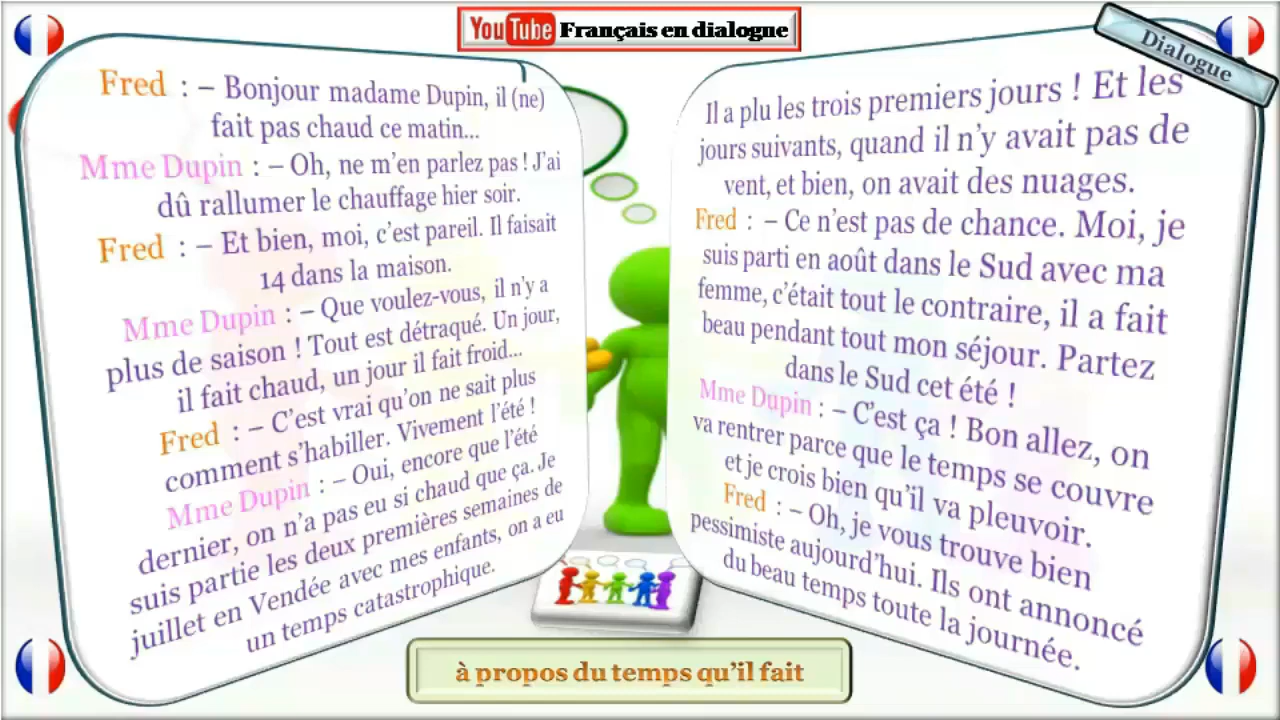 YouTube Français en dialogue
Dialogue
Fred : – Bonjour madame Dupin, il (ne)
fait pas chaud ce matin...
Mme Dupin : – Oh, ne m'en parlez pas ! J'ai
dû rallumer le chauffage hier soir.
Fred : – Et bien, moi, c'est pareil. Il faisait
14 dans la maison.
Mme Dupin : – Que voulez-vous, il n'y a
plus de saison ! Tout est détraqué. Un jour,
il fait chaud, un jour il fait froid...
Fred : – C'est vrai qu'on ne sait plus
comment s'habiller. Vivement l'été !
Mme Dupin : – Oui, encore que l'été
dernier, on n'a pas eu si chaud que ça. Je
suis partie les deux premières semaines de
juillet en Vendée avec mes enfants, on a eu
un temps catastrophique.
Il a plu les trois premiers jours ! Et les
jours suivants, quand il n'y avait pas de
vent, et bien, on avait des nuages.
Fred : – Ce n'est pas de chance. Moi, je
suis parti en août dans le Sud avec ma
femme, c'était tout le contraire, il a fait
beau pendant tout mon séjour. Partez
dans le Sud cet été !
Mme Dupin : – C'est ça ! Bon allez, on
va rentrer parce que le temps se couvre
et je crois bien qu'il va pleuvoir.
Fred : – Oh, je vous trouve bien
pessimiste aujourd'hui. Ils ont annoncé
du beau temps toute la journée.
à propos du temps qu'il fait